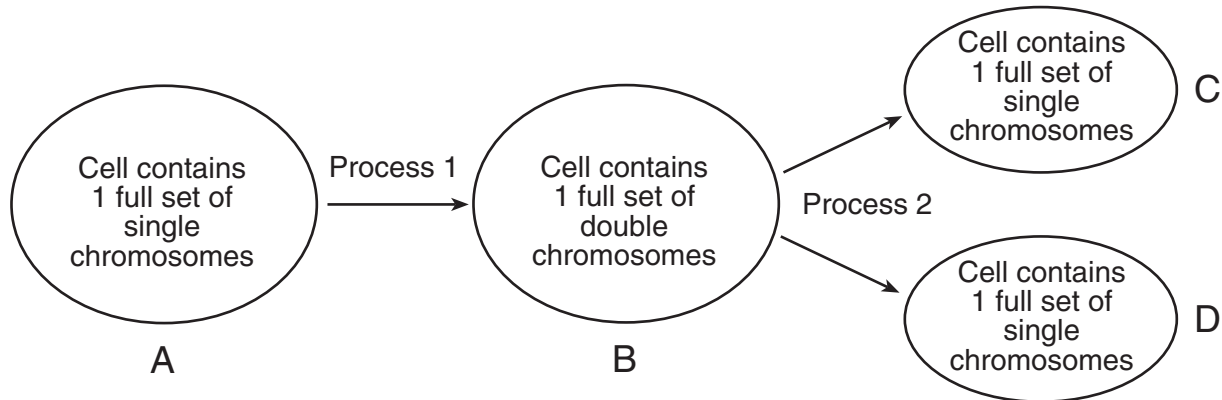 Cell contains
1 full set of
single
chromosomes
A
Process 1
Cell contains
1 full set of
double
chromosomes
B
Process 2
Cell contains
1 full set of
single
chromosomes
C
Cell contains
1 full set of
single
chromosomes
D